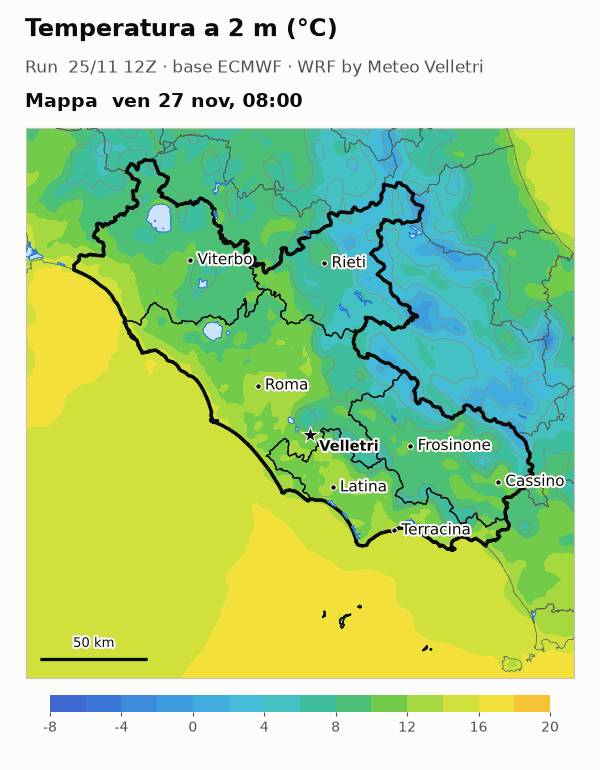 Temperatura a 2 m (°C)
Run  25/11 12Z · base ECMWF · WRF by Meteo Velletri
Mappa  ven 27 nov, 08:00
Viterbo
Rieti
Roma
Velletri
Frosinone
Cassino
Latina
Terracina
50 km
-8 -4 0 4 8 12 16 20